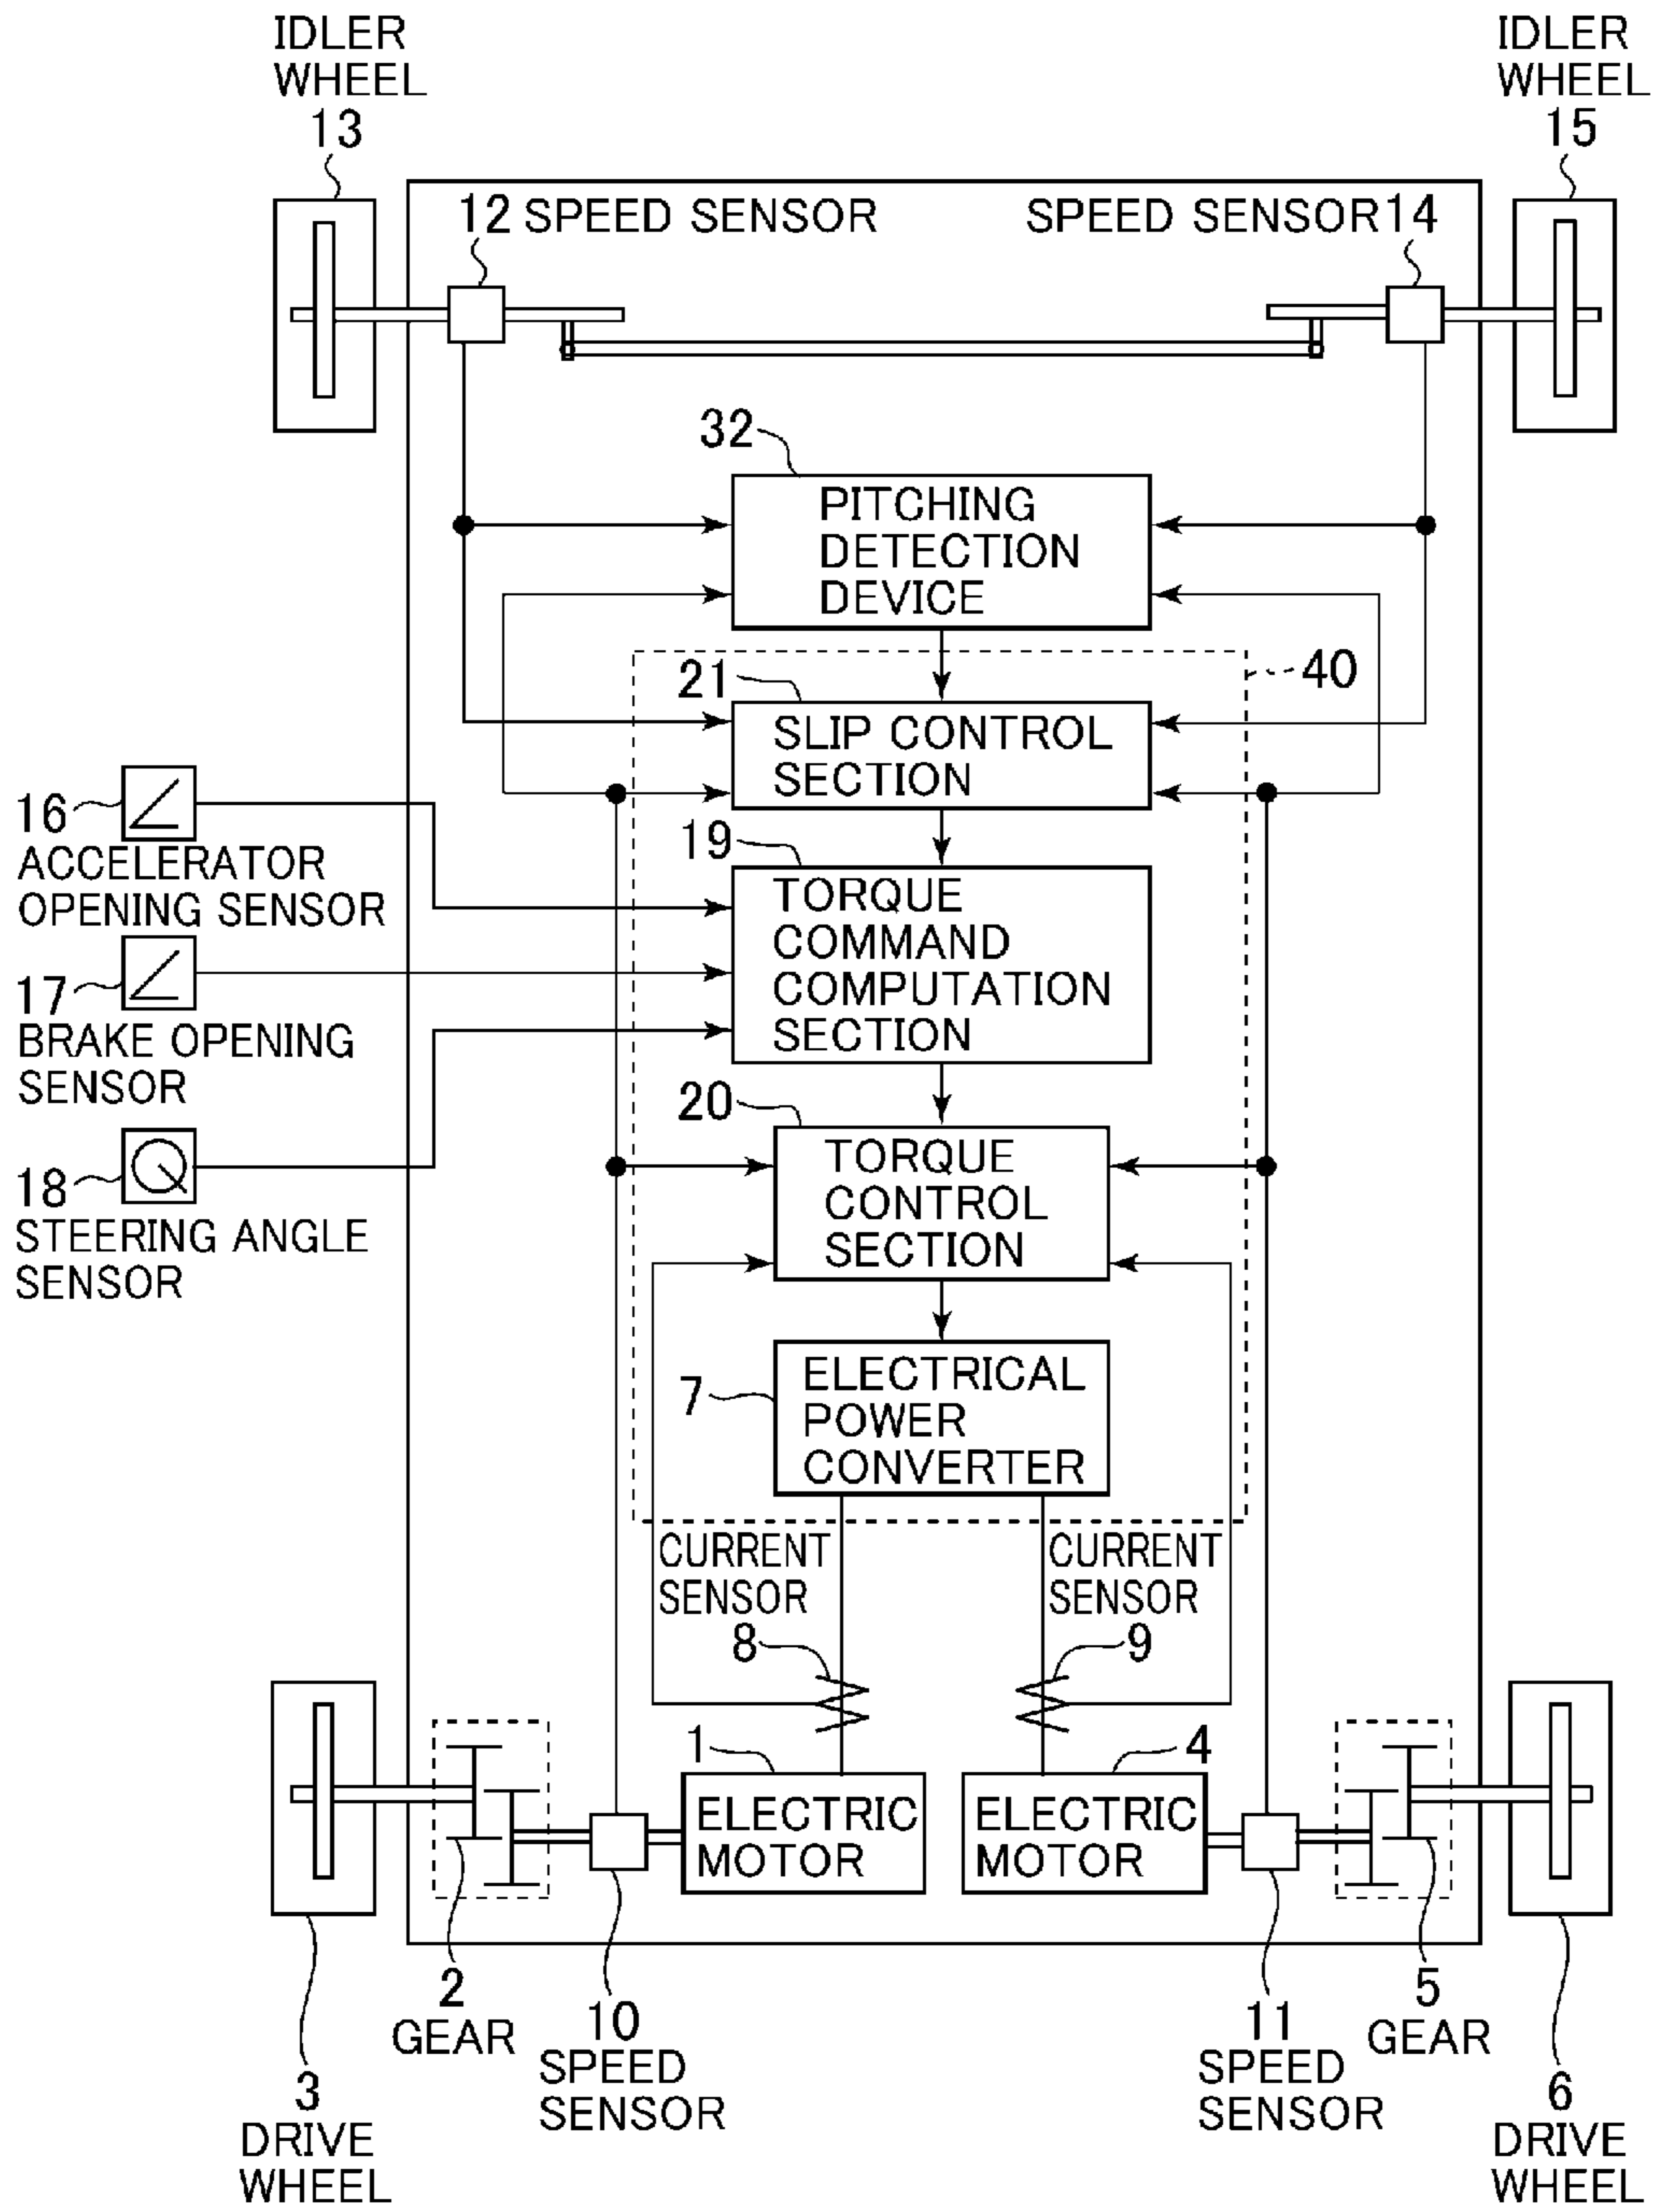 IDLER
WHEEL
13
IDLER
WHEEL
15
12 SPEED SENSOR
SPEED SENSOR 14
32
PITCHING
DETECTION
DEVICE
40
21
SLIP CONTROL
SECTION
16
ACCELERATOR
OPENING SENSOR
19
TORQUE
COMMAND
COMPUTATION
SECTION
17
BRAKE OPENING
SENSOR
20
TORQUE
CONTROL
SECTION
18
STEERING ANGLE
SENSOR
7
ELECTRICAL
POWER
CONVERTER
CURRENT
SENSOR
8
CURRENT
SENSOR
9
1
ELECTRIC
MOTOR
4
ELECTRIC
MOTOR
2
GEAR
10
SPEED
SENSOR
11
SPEED
SENSOR
5
GEAR
3
DRIVE
WHEEL
6
DRIVE
WHEEL